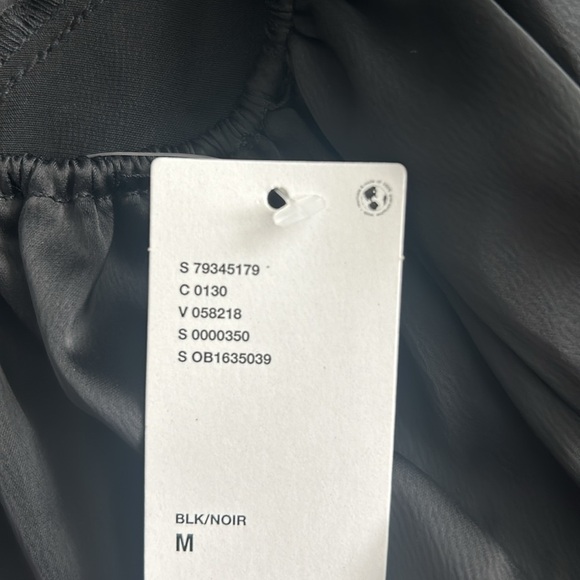 S 79345179
C 0130
V 058218
S 0000350
S OB1635039
BLK/NOIR
M